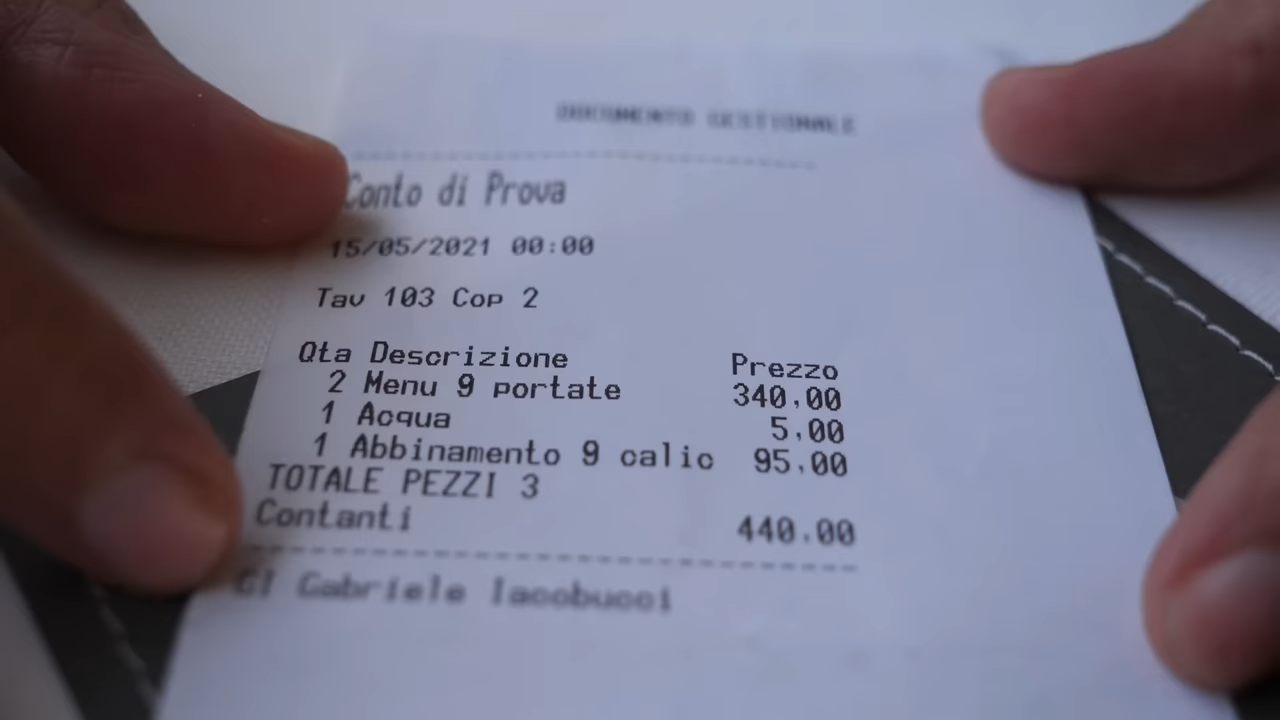 DOCUMENTO GESTIONALE
Conto di Prova
15/05/2021 00:00
Tav 103 Cop 2
Qta Descrizione Prezzo
2 Menu 9 portate 340,00
1 Acqua 5,00
1 Abbinamento 9 calic 95,00
TOTALE PEZZI 3
Contanti 440.00
Gabriele Iacobucci